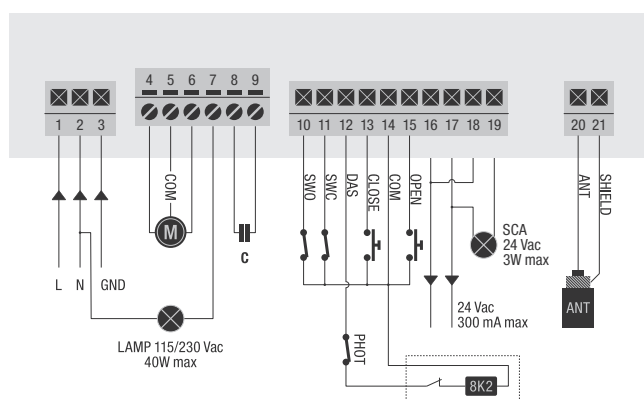 4 5 6 7 8 9
1 2 3
10 11 12 13 14 15 16 17 18 19
20 21
COM
M
C
SWO
SWC
DAS
CLOSE
COM
OPEN
ANT
SHIELD
SCA
24 Vac
3W max
L N GND
24 Vac
300 mA max
ANT
LAMP 115/230 Vac
40W max
PHOT
8K2